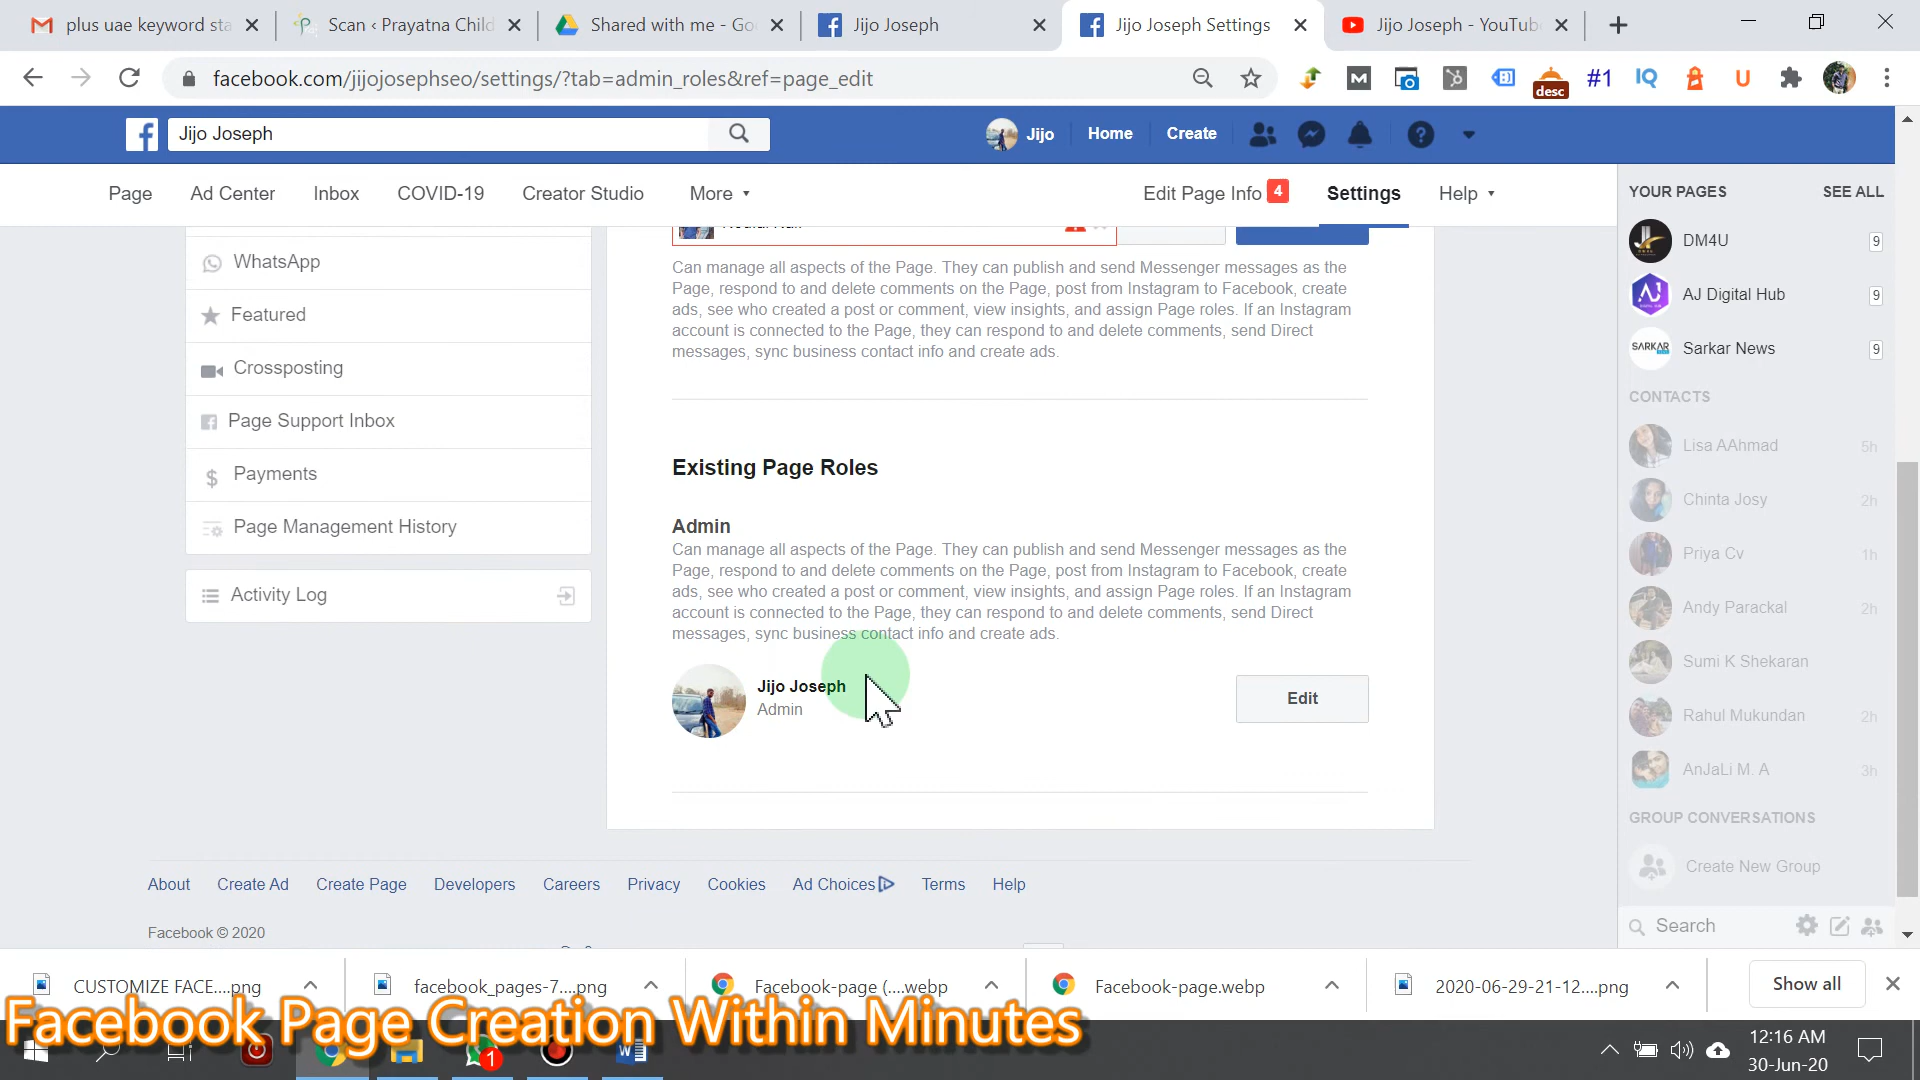 plus uae keyword sta
Scan ‹ Prayatna Child
Shared with me - Goo
Jijo Joseph
Jijo Joseph Settings
Jijo Joseph - YouTube
facebook.com/jijojosephseo/settings/?tab=admin_roles&ref=page_edit
desc
#1
IQ
Jijo Joseph
Jijo
Home
Create
Page
Ad Center
Inbox
COVID-19
Creator Studio
More
Edit Page Info 4
Settings
Help
WhatsApp
Featured
Crossposting
Page Support Inbox
Payments
Page Management History
Activity Log
Can manage all aspects of the Page. They can publish and send Messenger messages as the
Page, respond to and delete comments on the Page, post from Instagram to Facebook, create
ads, see who created a post or comment, view insights, and assign Page roles. If an Instagram
account is connected to the Page, they can respond to and delete comments, send Direct
messages, sync business contact info and create ads.
Existing Page Roles
Admin
Can manage all aspects of the Page. They can publish and send Messenger messages as the
Page, respond to and delete comments on the Page, post from Instagram to Facebook, create
ads, see who created a post or comment, view insights, and assign Page roles. If an Instagram
account is connected to the Page, they can respond to and delete comments, send Direct
messages, sync business contact info and create ads.
Jijo Joseph
Admin
Edit
YOUR PAGES
SEE ALL
DM4U 9
AJ Digital Hub 9
Sarkar News 9
CONTACTS
Lisa AAhmad 5h
Chinta Josy 2h
Priya Cv 1h
Andy Parackal 2h
Sumi K Shekaran
Rahul Mukundan 2h
AnJaLi M. A 3h
GROUP CONVERSATIONS
Create New Group
Search
About
Create Ad
Create Page
Developers
Careers
Privacy
Cookies
Ad Choices
Terms
Help
Facebook © 2020
CUSTOMIZE FACE....png
facebook_pages-7....png
Facebook-page (....webp
Facebook-page.webp
2020-06-29-21-12....png
Show all
Facebook Page Creation Within Minutes
1
12:16 AM
30-Jun-20